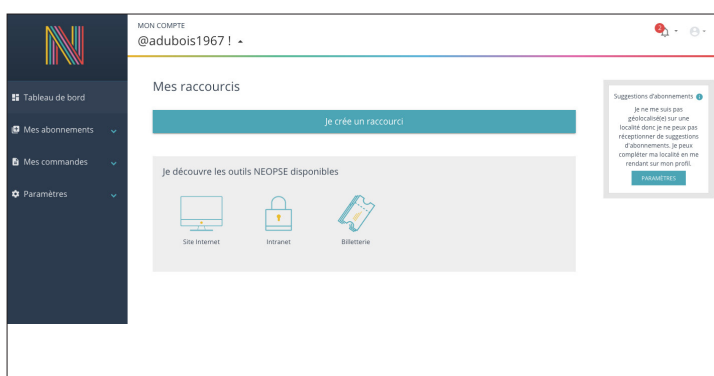 MON COMPTE
@adubois1967 !
2
Tableau de bord
Mes abonnements
Mes commandes
Paramètres
Mes raccourcis
Je crée un raccourci
Je découvre les outils NEOPSE disponibles
Site Internet
Intranet
Billetterie
Suggestions d'abonnements
Je ne me suis pas
géolocalisé(e) sur une
localité donc je ne peux pas
réceptionner de suggestions
d'abonnements. Je peux
compléter ma localité en me
rendant sur mon profil.
PARAMÈTRES